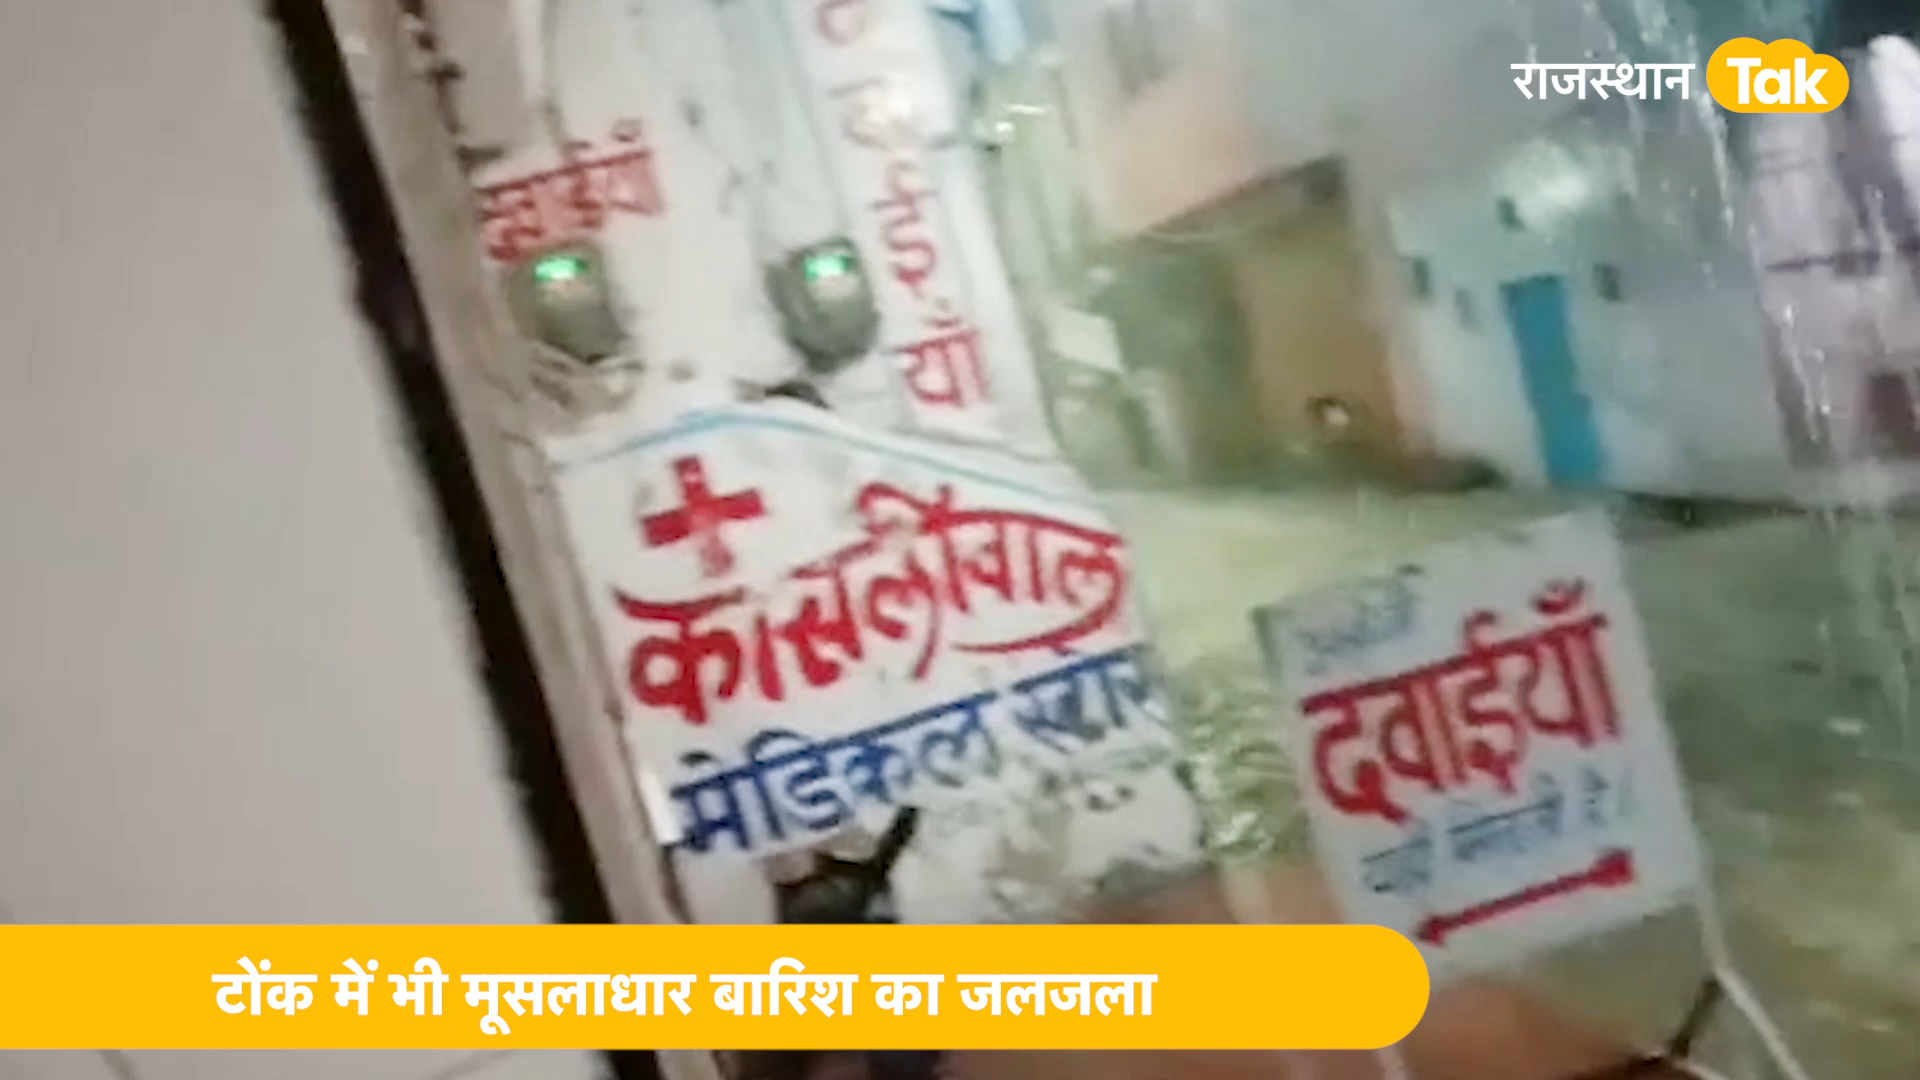 राजस्थान Tak
दवाईयाँ
कासलीवाल
मेडिकल स्टोर
दवाईयाँ
टोंक में भी मूसलाधार बारिश का जलजला